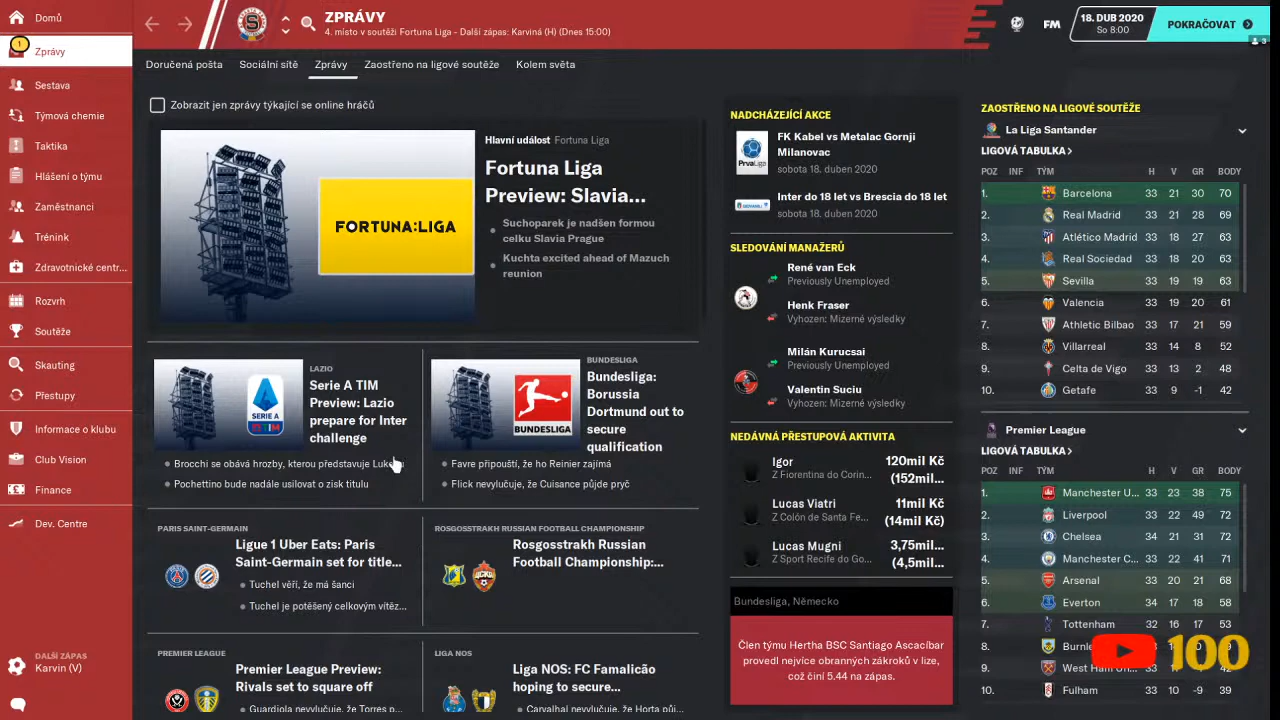 Domů
1
Zprávy
Sestava
Týmová chemie
Taktika
Hlášení o týmu
Zaměstnanci
Trénink
Zdravotnické centr...
Rozvrh
Soutěže
Skauting
Přestupy
Informace o klubu
Club Vision
Finance
Dev. Centre
DALŠÍ ZÁPAS
Karvin (V)
ZPRÁVY
4. místo v soutěži Fortuna Liga - Další zápas: Karviná (H) (Dnes 15:00)
FM
18. DUB 2020
So 8:00
POKRAČOVAT
3
Doručená pošta
Sociální sítě
Zprávy
Zaostřeno na ligové soutěže
Kolem světa
Zobrazit jen zprávy týkající se online hráčů
FORTUNA:LIGA
Hlavní událost Fortuna Liga
Fortuna Liga
Preview: Slavia...
Suchoparek je nadšen formou
celku Slavia Prague
Kuchta excited ahead of Mazuch
reunion
SERIE A
TIM
LAZIO
Serie A TIM
Preview: Lazio
prepare for Inter
challenge
Brocchi se obává hrozby, kterou představuje
Pochettino bude nadále usilovat o zisk titulu
BUNDESLIGA
BUNDESLIGA
Bundesliga:
Borussia
Dortmund out to
secure
qualification
Favre připouští, že ho Reinier zajímá
Flick nevylučuje, že Cuisance půjde pryč
PARIS SAINT-GERMAIN
Ligue 1 Uber Eats: Paris
Saint-Germain set for title...
Tuchel věří, že má šanci
Tuchel je potěšený celkovým vítěz...
ROSGOSSTRAKH RUSSIAN FOOTBALL CHAMPIONSHIP
Rosgosstrakh Russian
Football Championship:...
PREMIER LEAGUE
Premier League Preview:
Rivals set to square off
Guardiola nevylučuje, že Torres p...
LIGA NOS
Liga NOS: FC Famalicão
hoping to secure...
Carvalhal nevylučuje, že Horta půj...
NADCHÁZEJÍCÍ AKCE
PrvaLiga
FK Kabel vs Metalac Gornji
Milanovac
sobota 18. duben 2020
Inter do 18 let vs Brescia do 18 let
sobota 18. duben 2020
SLEDOVÁNÍ MANAŽERŮ
René van Eck
Previously Unemployed
Henk Fraser
Vyhozen: Mizerné výsledky
Milán Kurucsai
Previously Unemployed
Valentin Suciu
Vyhozen: Mizerné výsledky
NEDÁVNÁ PŘESTUPOVÁ AKTIVITA
Igor
Z Fiorentina do Corin...
120mil Kč
(152mil...
Lucas Viatri
Z Colón de Santa Fe...
11mil Kč
(14mil Kč)
Lucas Mugni
Z Sport Recife do Go...
3,75mil...
(4,5mil...
Bundesliga, Německo
Člen týmu Hertha BSC Santiago Ascacíbar
provedl nejvíce obranných zákroků v lize,
což činí 5.44 na zápas.
ZAOSTŘENO NA LIGOVÉ SOUTĚŽE
La Liga Santander
LIGOVÁ TABULKA >
POZ INF TÝM H V GR BODY
1. Barcelona 33 21 30 70
2. Real Madrid 33 21 28 69
3. Atlético Madrid 33 18 27 63
4. Real Sociedad 33 18 20 63
5. Sevilla 33 19 19 63
6. Valencia 33 19 20 61
7. Athletic Bilbao 33 17 21 59
8. Villarreal 33 14 8 52
9. Celta de Vigo 33 13 2 48
10. Getafe 33 9 -1 42
Premier League
LIGOVÁ TABULKA >
POZ INF TÝM H V GR BODY
1. Manchester U... 33 23 38 75
2. Liverpool 33 22 49 72
3. Chelsea 34 21 31 72
4. Manchester C... 33 22 41 71
5. Arsenal 33 20 21 68
6. Everton 34 17 18 58
7. Tottenham 32 16 17 53
8.
9. West Ham
10. Fulham 33 10 -9 39
100